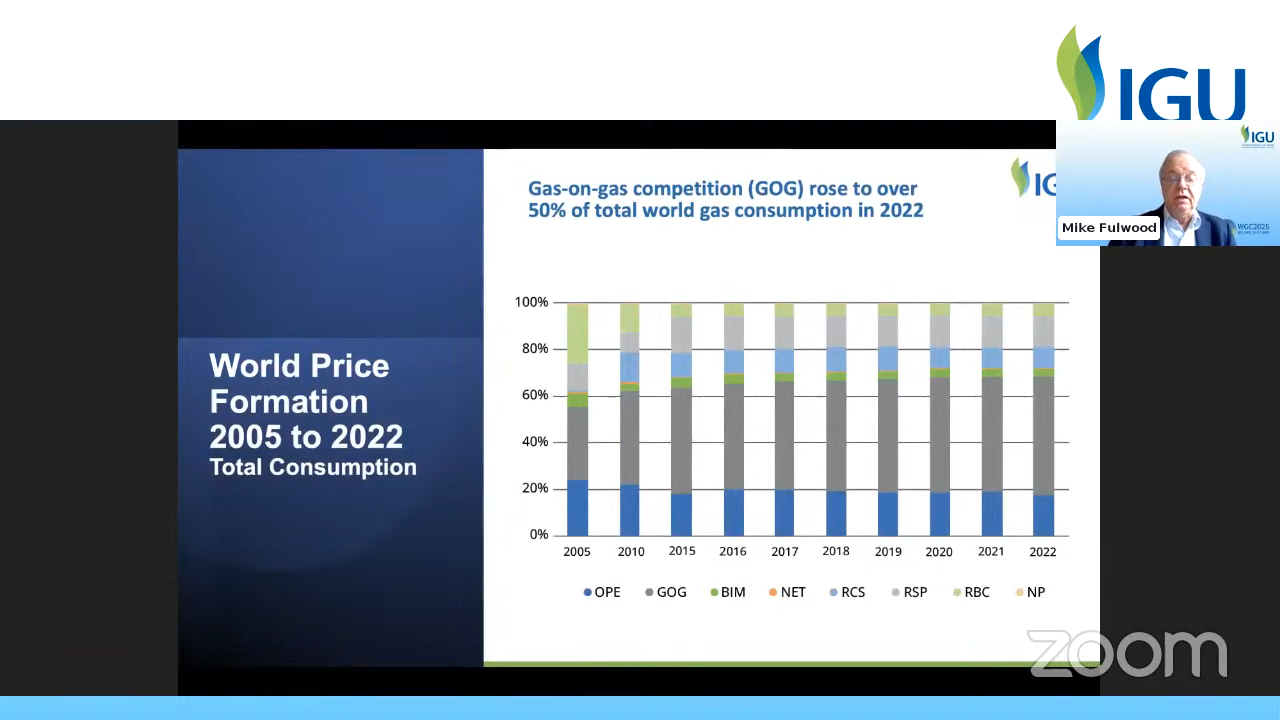 IGU
IGU
Gas-on-gas competition (GOG) rose to over
50% of total world gas consumption in 2022
IG
Mike Fulwood
WGC2025
World Price
Formation
2005 to 2022
Total Consumption
100%
80%
60%
40%
20%
0%
2005 2010 2015 2016 2017 2018 2019 2020 2021 2022
OPE GOG BIM NET RCS RSP RBC NP
zoom